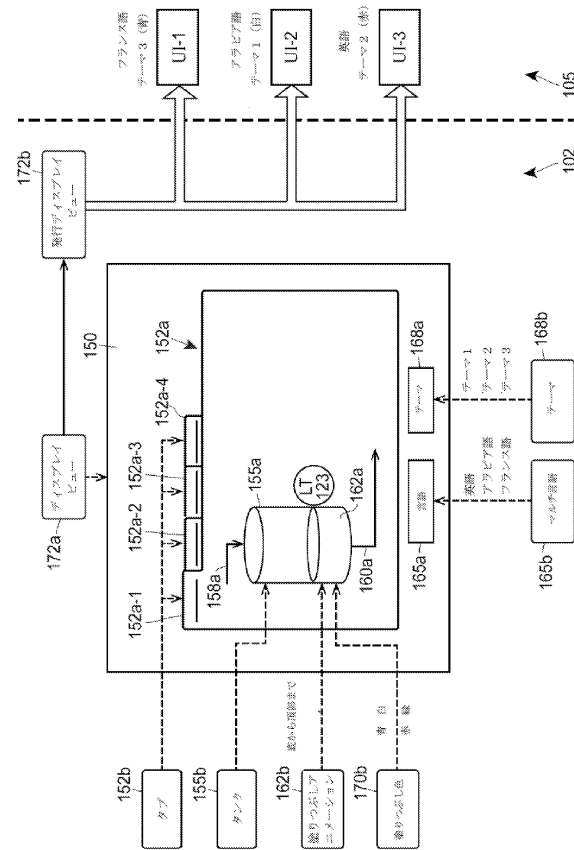 ディスプレイ
ビュー
172a
発行ディスプレイ
ビュー
172b
150
152b
タブ
152a-1
152a-2
152a-3
152a-4
152a
フランス語
テーマ3（青）
UI-1
155b
タンク
158a
155a
アラビア語
テーマ1（白）
UI-2
LT
123
162b
塗りつぶしア
ニメーション
底から頂部まで
162a
160a
英語
テーマ2（赤）
UI-3
170b
塗りつぶし色
青 白
赤 緑
165a
言語
テーマ
168a
英語
アラビア語
フランス語
テーマ1
テーマ2
テーマ3
165b
マルチ言語
テーマ
168b
102
105